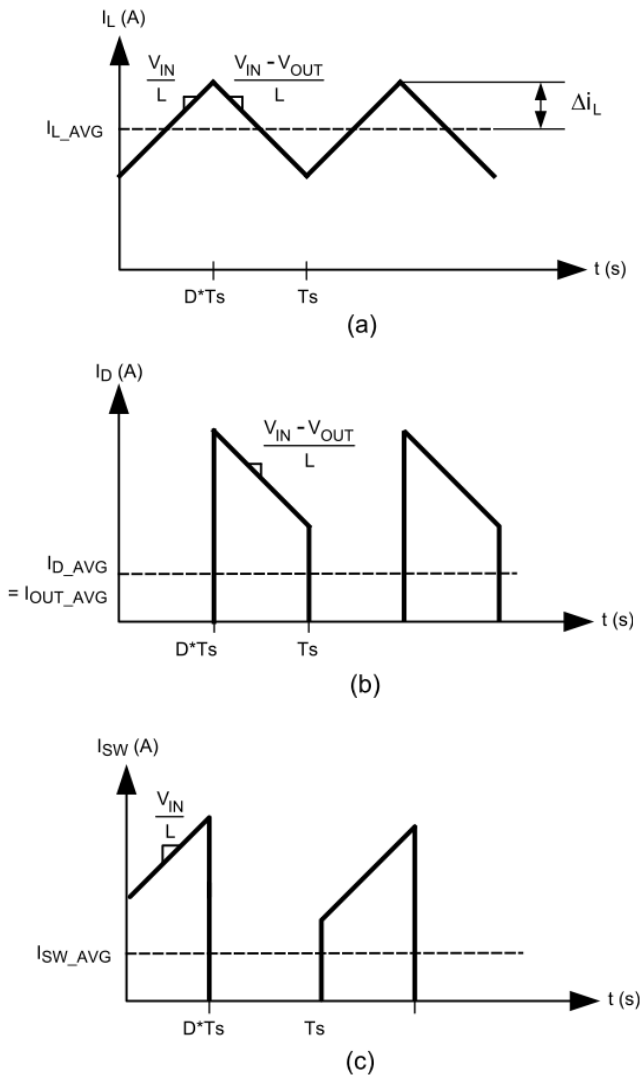 I_L (A)
V_IN
L
V_IN - V_OUT
L
Δi_L
I_L_AVG
t (s)
D*Ts
Ts
(a)
I_D (A)
V_IN - V_OUT
L
I_D_AVG
= I_OUT_AVG
t (s)
D*Ts
Ts
(b)
I_SW (A)
V_IN
L
I_SW_AVG
t (s)
D*Ts
Ts
(c)